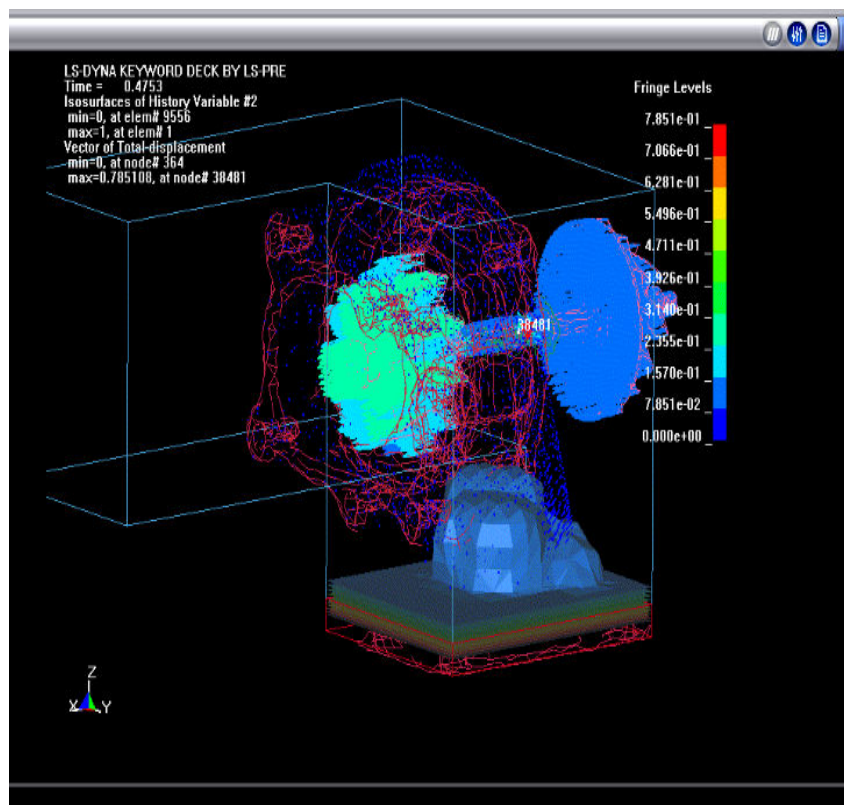 LS-DYNA KEYWORD DECK BY LS-PRE
Time = 0.4753
Isosurfaces of History Variable #2
min=0, at elem# 9556
max=1, at elem# 1
Vector of Total-displacement
min=0, at node# 364
max=0.785108, at node# 38481
Fringe Levels
7.851e-01
7.066e-01
6.281e-01
5.496e-01
4.711e-01
3.926e-01
3.140e-01
2.355e-01
1.570e-01
7.851e-02
0.000e+00
38481
Z
X
Y